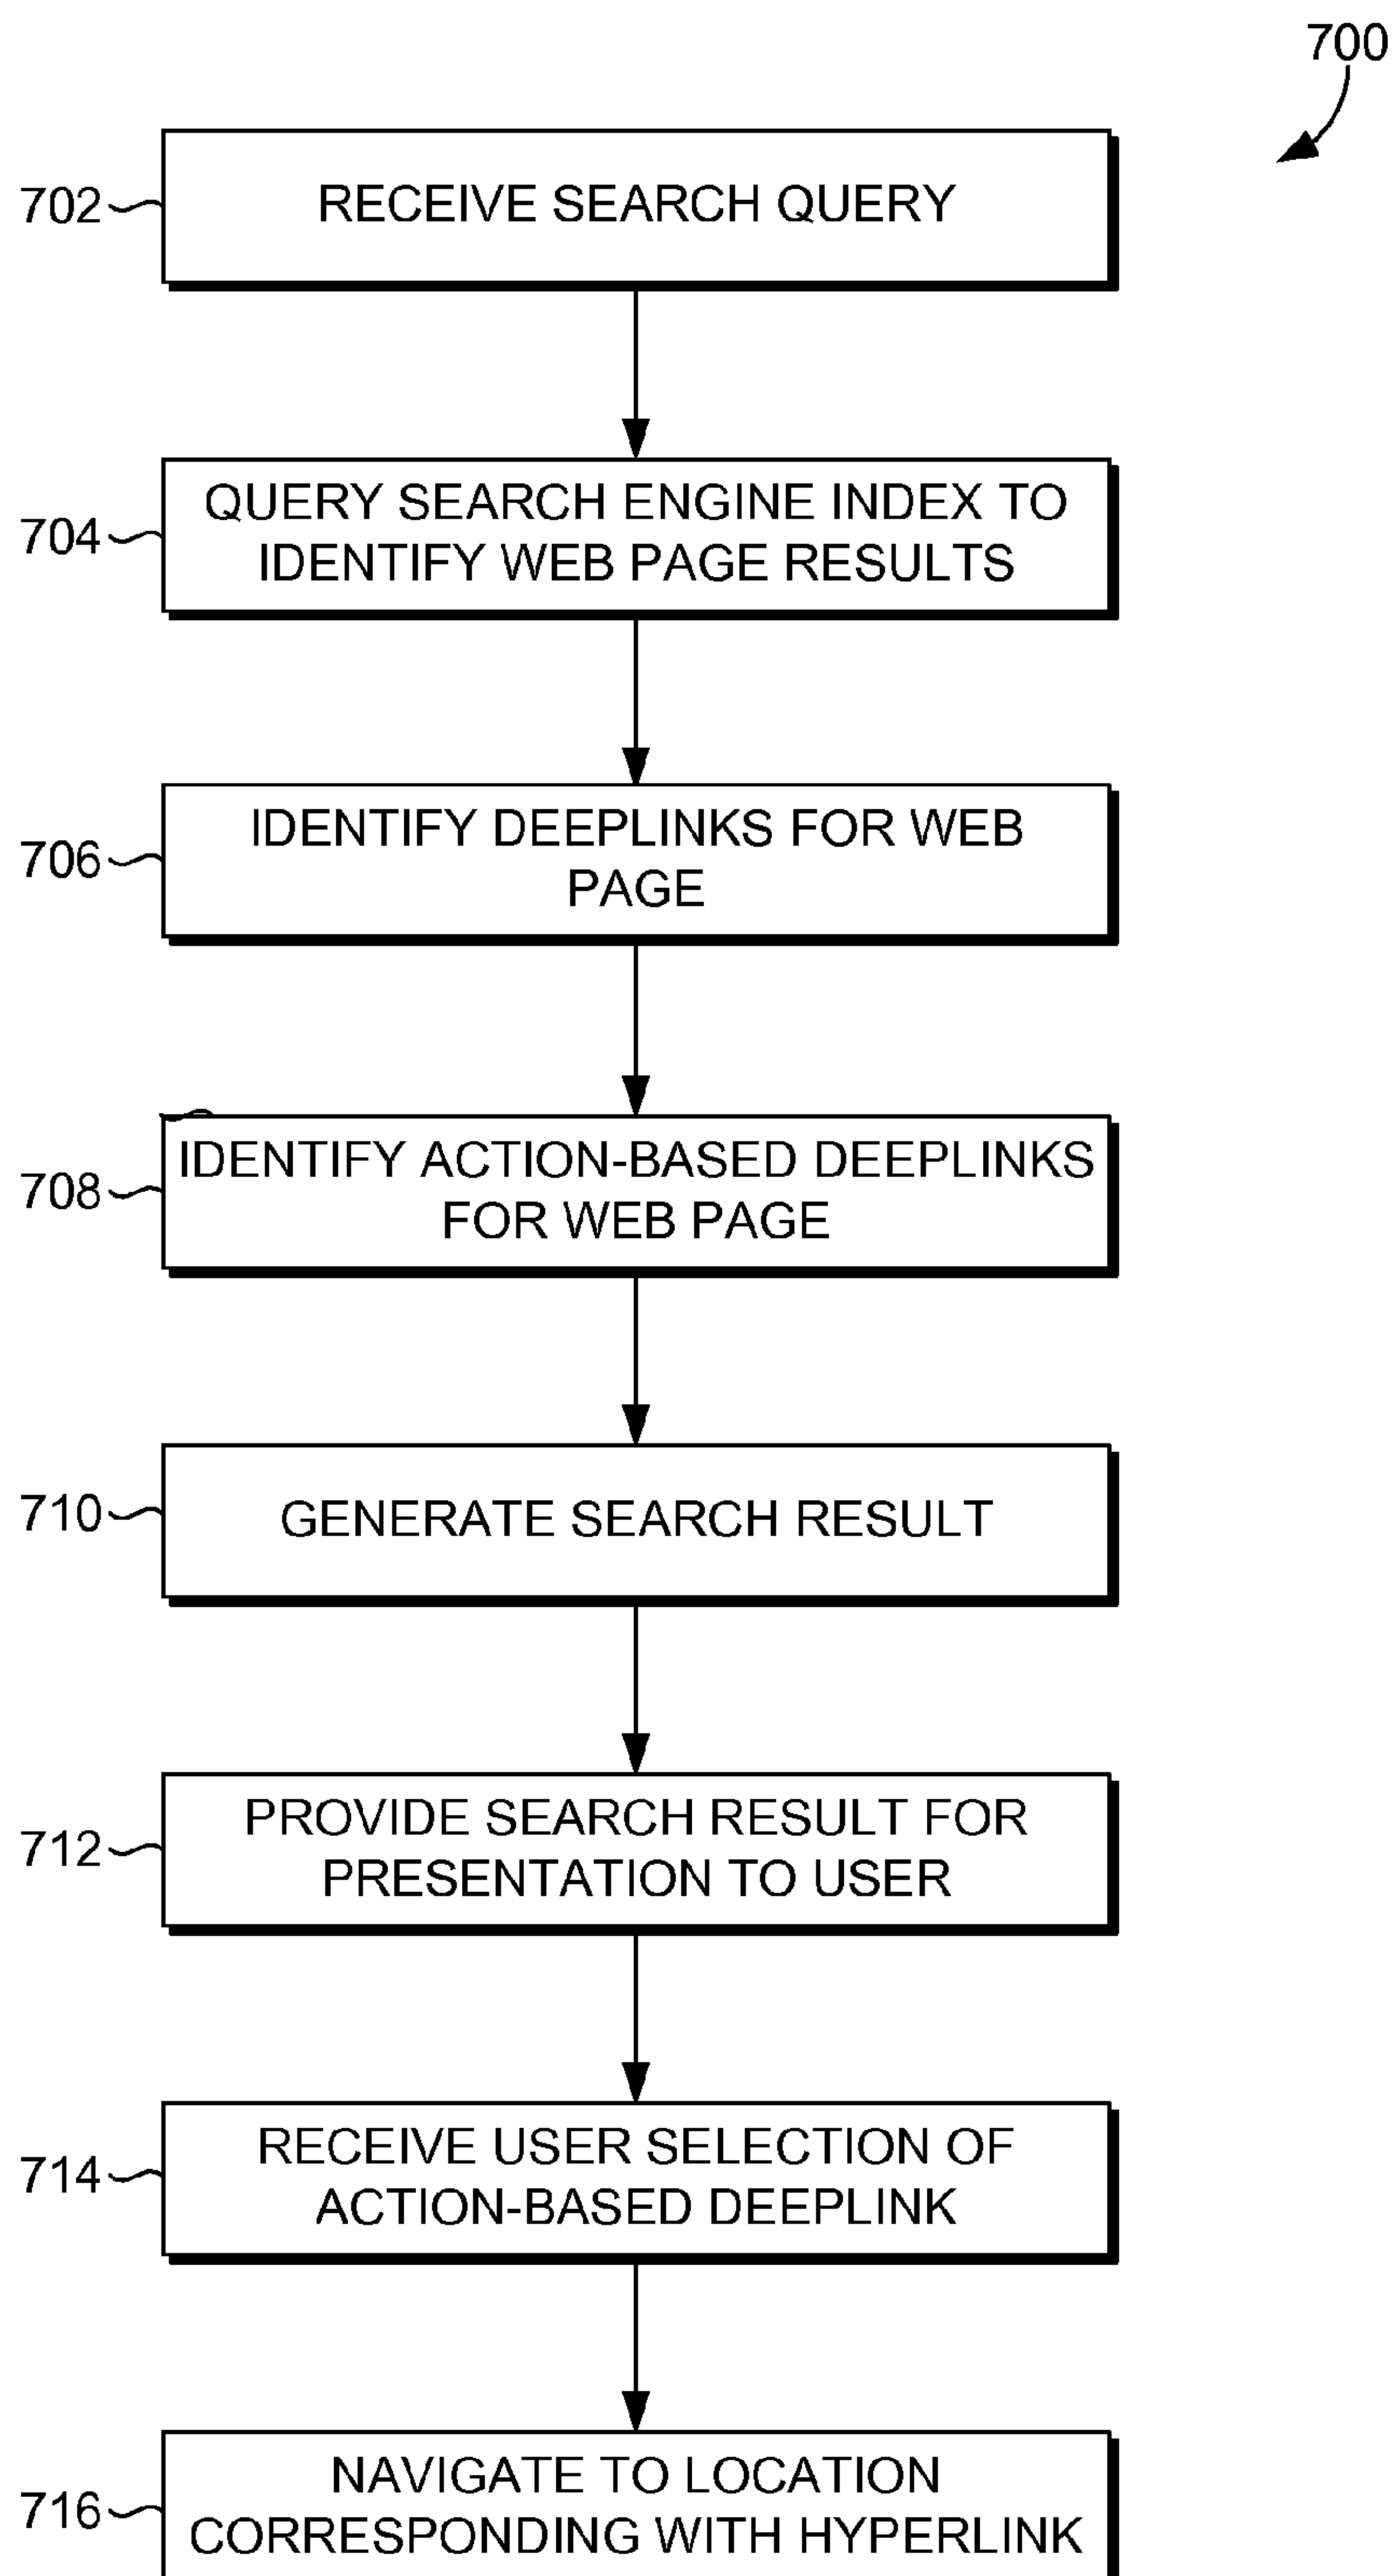 700
702
RECEIVE SEARCH QUERY
704
QUERY SEARCH ENGINE INDEX TO
IDENTIFY WEB PAGE RESULTS
706
IDENTIFY DEEPLINKS FOR WEB
PAGE
708
IDENTIFY ACTION-BASED DEEPLINKS
FOR WEB PAGE
710
GENERATE SEARCH RESULT
712
PROVIDE SEARCH RESULT FOR
PRESENTATION TO USER
714
RECEIVE USER SELECTION OF
ACTION-BASED DEEPLINK
716
NAVIGATE TO LOCATION
CORRESPONDING WITH HYPERLINK